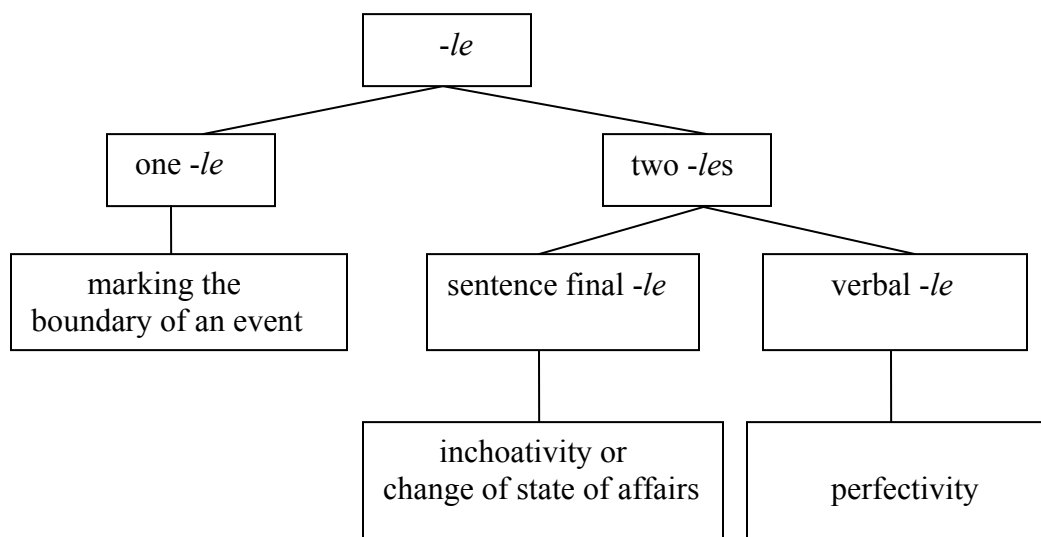 -le
one -le
two -les
marking the
boundary of an event
sentence final -le
verbal -le
inchoativity or
change of state of affairs
perfectivity